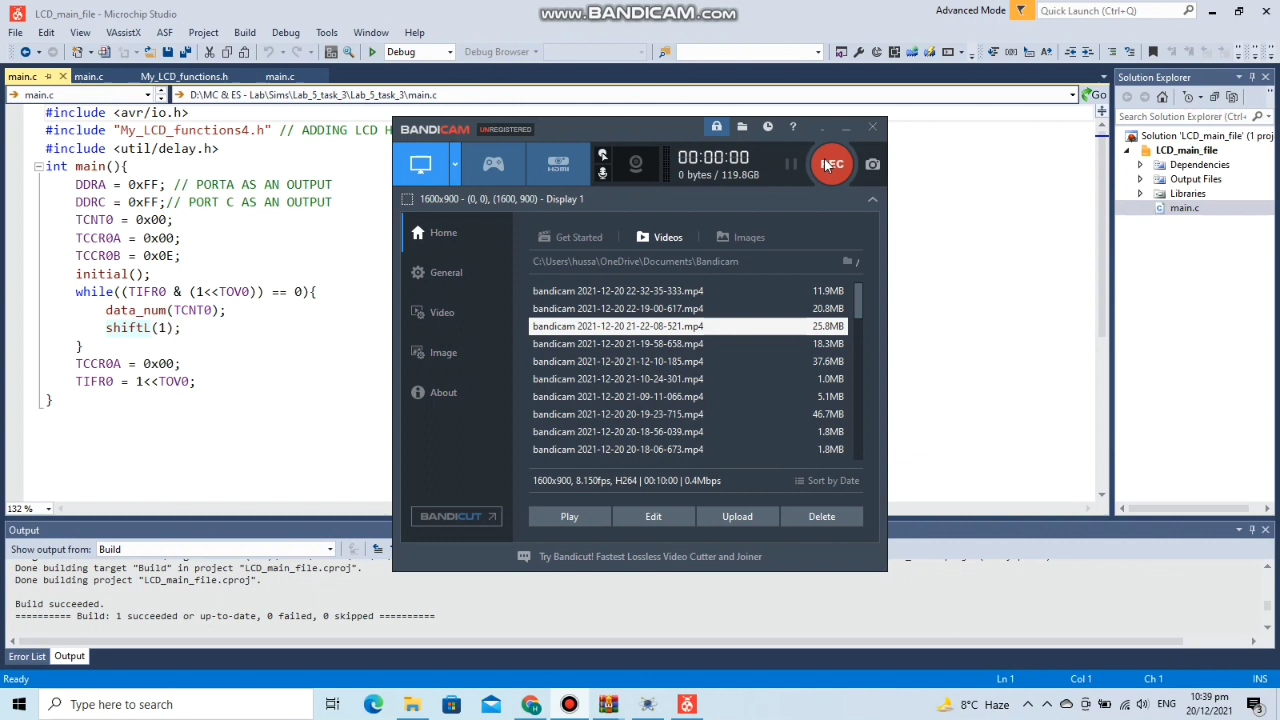 LCD_main_file - Microchip Studio
www.BANDICAM.com
Advanced Mode
Quick Launch (Ctrl+Q)
File Edit View VAssistX ASF Project Build Debug Tools Window Help
Debug
Debug Browser
main.c
main.c
My_LCD_functions.h
main.c
Solution Explorer
main.c
D:\MC & ES - Lab\Sims\Lab_5_task_3\Lab_5_task_3\main.c
Go
Search Solution Explorer (Ctrl+;)
#include <avr/io.h>
#include "My_LCD_functions4.h" // ADDING LCD H
#include <util/delay.h>
int main(){
DDRA = 0xFF; // PORTA AS AN OUTPUT
DDRC = 0xFF;// PORT C AS AN OUTPUT
TCNT0 = 0x00;
TCCR0A = 0x00;
TCCR0B = 0x0E;
initial();
while((TIFR0 & (1<<TOV0)) == 0){
data_num(TCNT0);
shiftL(1);
}
TCCR0A = 0x00;
TIFR0 = 1<<TOV0;
}
Solution 'LCD_main_file' (1 project)
LCD_main_file
Dependencies
Output Files
Libraries
main.c
BANDICAM UNREGISTERED
HDMI
00:00:00
0 bytes / 119.8GB
REC
1600x900 - (0, 0), (1600, 900) - Display 1
Home
General
Video
Image
About
BANDICUT
Get Started
Videos
Images
C:\Users\hussa\OneDrive\Documents\Bandicam
bandicam 2021-12-20 22-32-35-333.mp4 11.9MB
bandicam 2021-12-20 22-19-00-617.mp4 20.8MB
bandicam 2021-12-20 21-22-08-521.mp4 25.8MB
bandicam 2021-12-20 21-19-58-658.mp4 18.3MB
bandicam 2021-12-20 21-12-10-185.mp4 37.6MB
bandicam 2021-12-20 21-10-24-301.mp4 1.0MB
bandicam 2021-12-20 21-09-11-066.mp4 5.1MB
bandicam 2021-12-20 20-19-23-715.mp4 46.7MB
bandicam 2021-12-20 20-18-56-039.mp4 1.8MB
bandicam 2021-12-20 20-18-06-673.mp4 1.8MB
1600x900, 8.150fps, H264 | 00:10:00 | 0.4Mbps
Sort by Date
Play Edit Upload Delete
Try Bandicut! Fastest Lossless Video Cutter and Joiner
132 %
Output
Show output from: Build
Done building target "Build" in project "LCD_main_file.cproj".
Done building project "LCD_main_file.cproj".
Build succeeded.
========== Build: 1 succeeded or up-to-date, 0 failed, 0 skipped ==========
Error List Output
Ready
Ln 1 Col 1 Ch 1 INS
Type here to search
8°C Haze
ENG
10:39 pm
20/12/2021
3